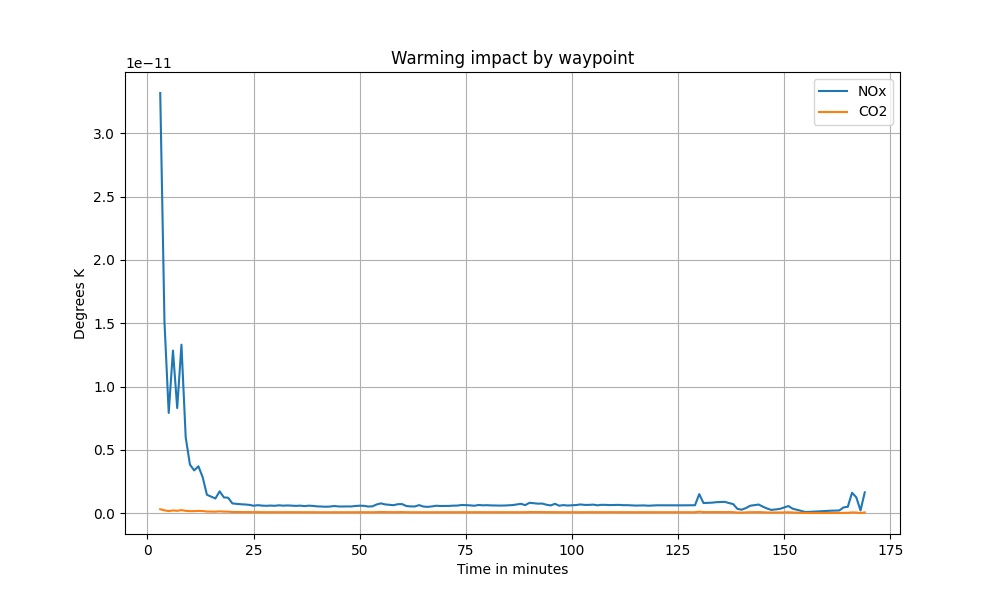 Warming impact by waypoint
1e−11
NOx
CO2
3.0
2.5
2.0
1.5
1.0
0.5
0.0
Degrees K
0 25 50 75 100 125 150 175
Time in minutes